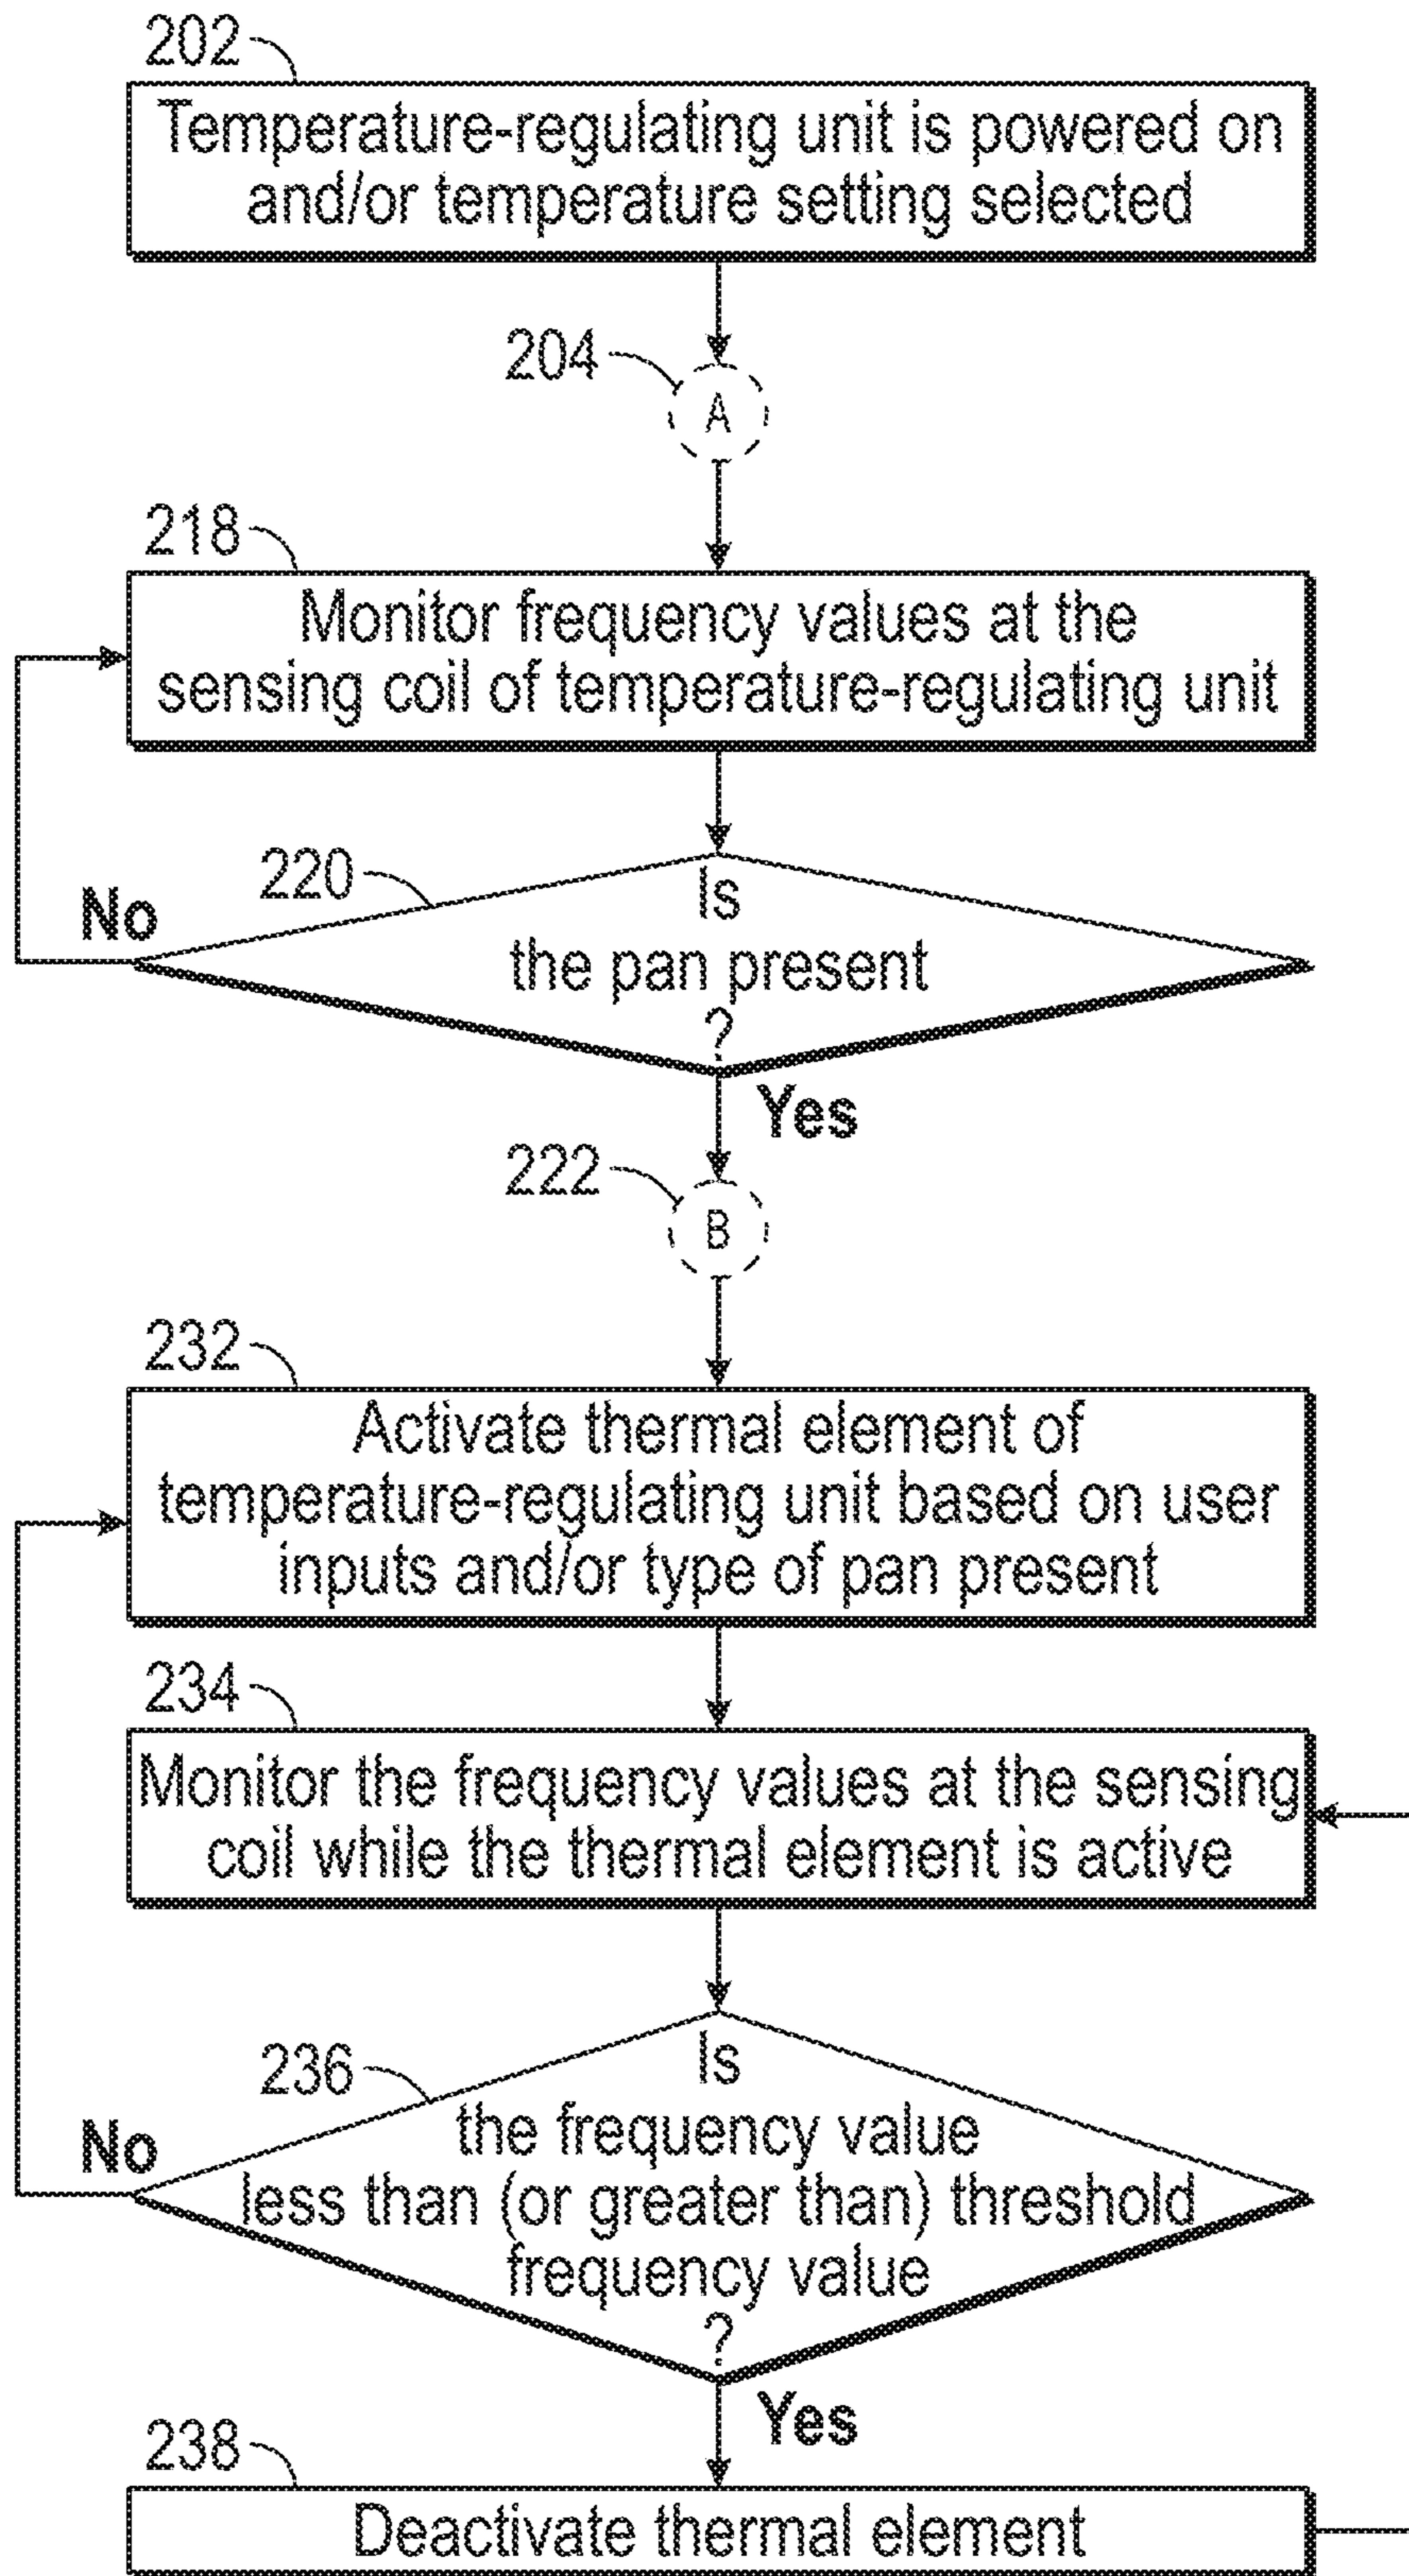 202
Temperature-regulating unit is powered on
and/or temperature setting selected
204
A
218
Monitor frequency values at the
sensing coil of temperature-regulating unit
220
No
Is
the pan present
?
Yes
222
B
232
Activate thermal element of
temperature-regulating unit based on user
inputs and/or type of pan present
234
Monitor the frequency values at the sensing
coil while the thermal element is active
236
No
Is
the frequency value
less than (or greater than) threshold
frequency value
?
Yes
238
Deactivate thermal element